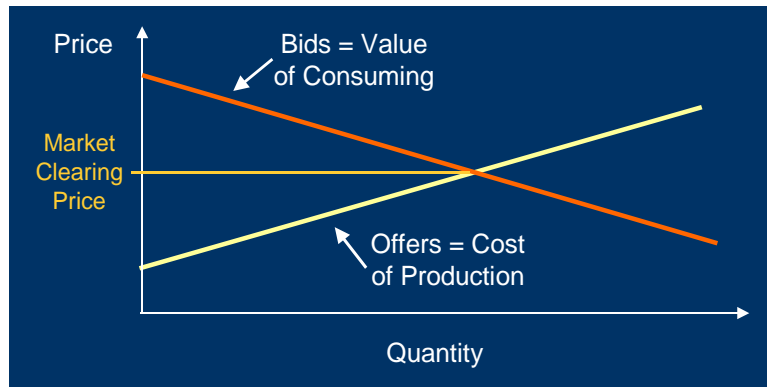 Price
Bids = Value
of Consuming
Market
Clearing
Price
Offers = Cost
of Production
Quantity